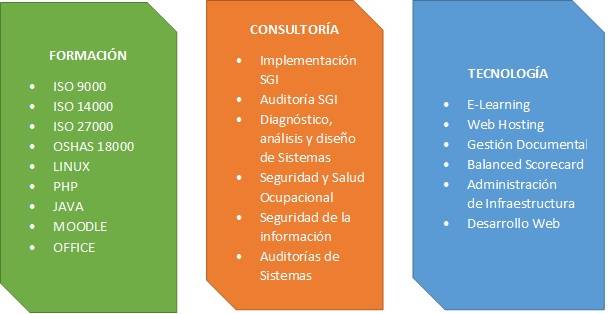 FORMACIÓN
• ISO 9000
• ISO 14000
• ISO 27000
• OSHAS 18000
• LINUX
• PHP
• JAVA
• MOODLE
• OFFICE
CONSULTORÍA
• Implementación
SGI
• Auditoría SGI
• Diagnóstico,
análisis y diseño
de Sistemas
• Seguridad y Salud
Ocupacional
• Seguridad de la
información
• Auditorías de
Sistemas
TECNOLOGÍA
• E-Learning
• Web Hosting
• Gestión Documental
• Balanced Scorecard
• Administración
de Infraestructura
• Desarrollo Web